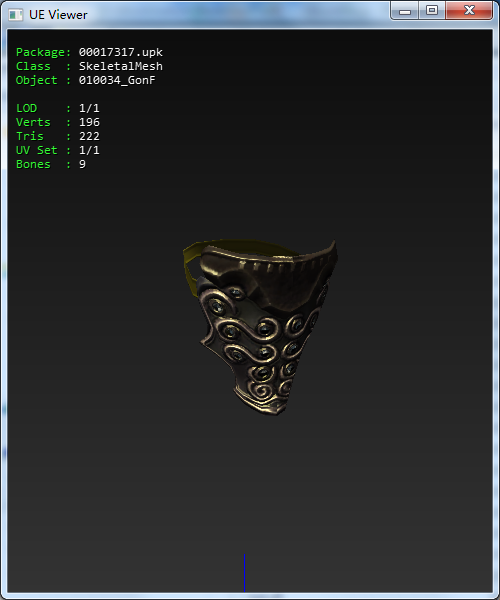 UE Viewer
Package: 00017317.upk
Class  : SkeletalMesh
Object : 010034_GonF
LOD    : 1/1
Verts  : 196
Tris   : 222
UV Set : 1/1
Bones  : 9